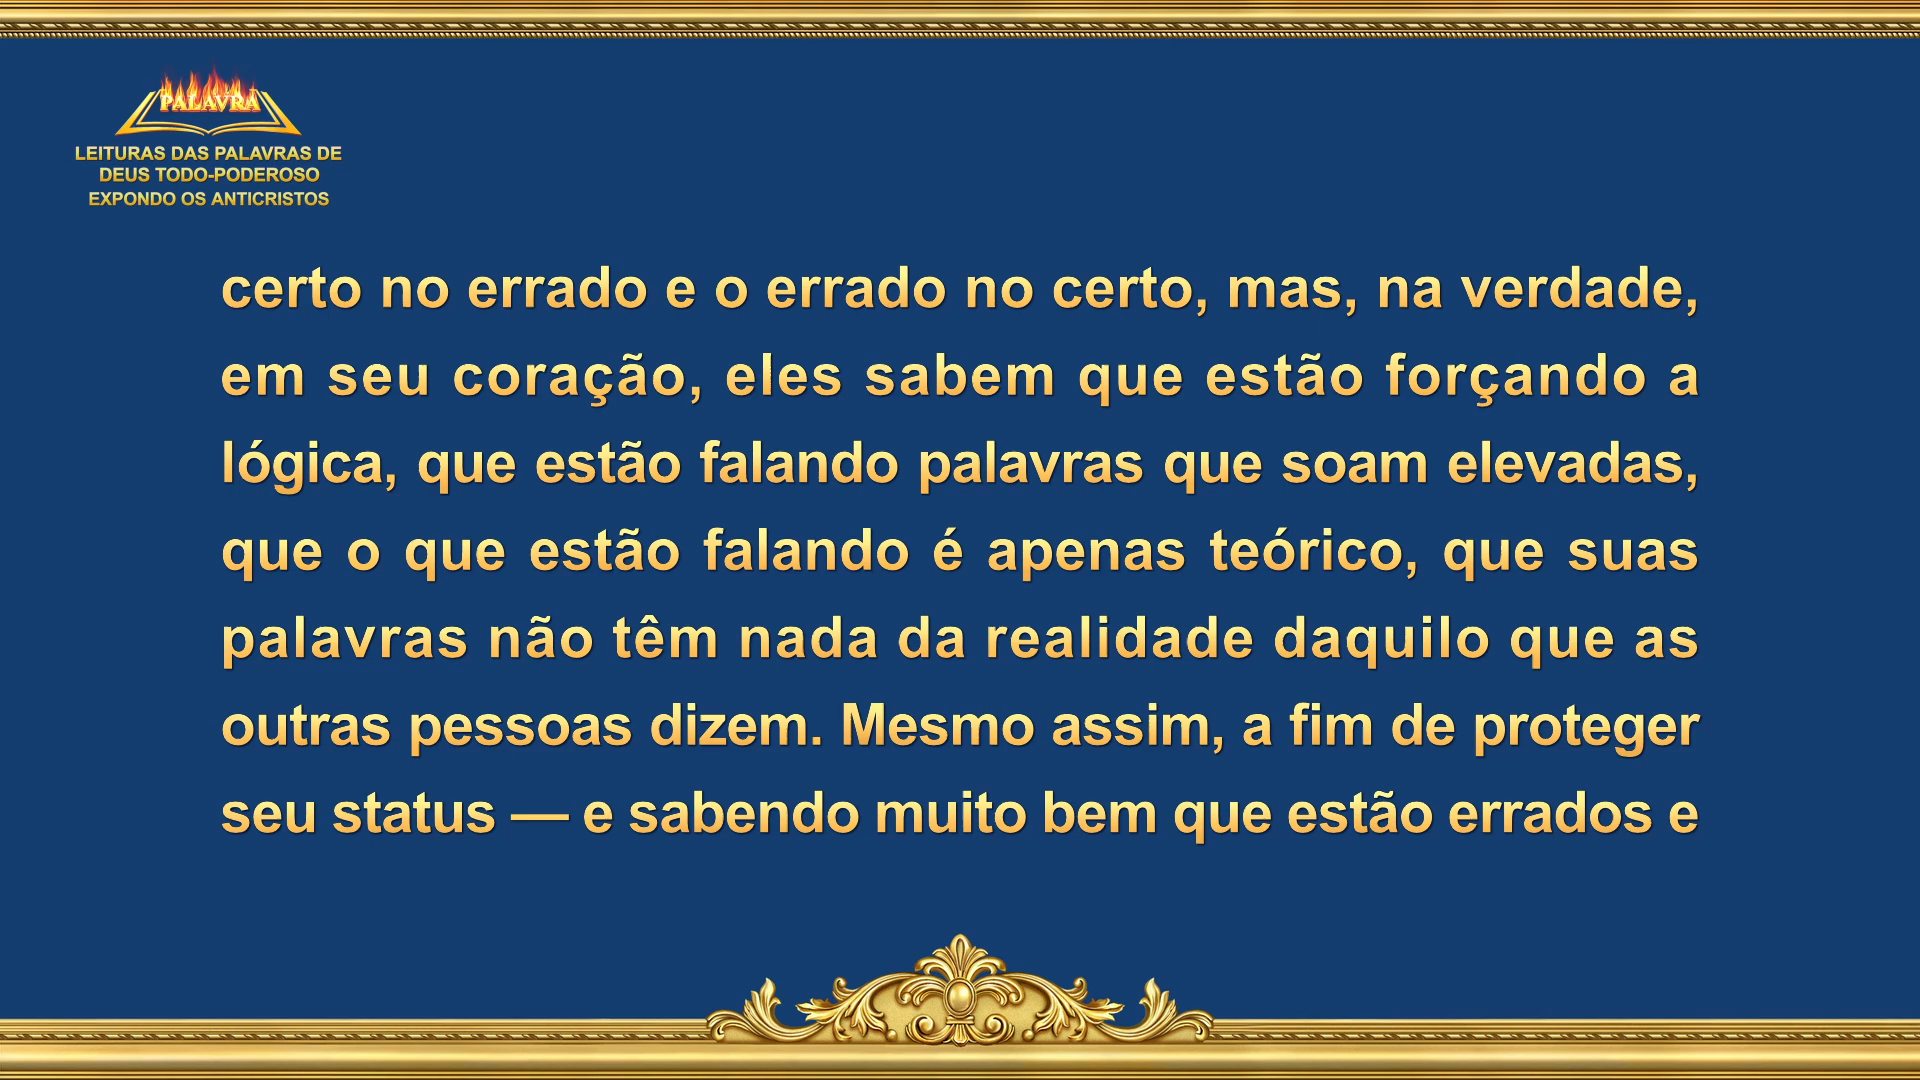 PALAVRA
LEITURAS DAS PALAVRAS DE
DEUS TODO-PODEROSO
EXPONDO OS ANTICRISTOS
certo no errado e o errado no certo, mas, na verdade,
em seu coração, eles sabem que estão forçando a
lógica, que estão falando palavras que soam elevadas,
que o que estão falando é apenas teórico, que suas
palavras não têm nada da realidade daquilo que as
outras pessoas dizem. Mesmo assim, a fim de proteger
seu status — e sabendo muito bem que estão errados e